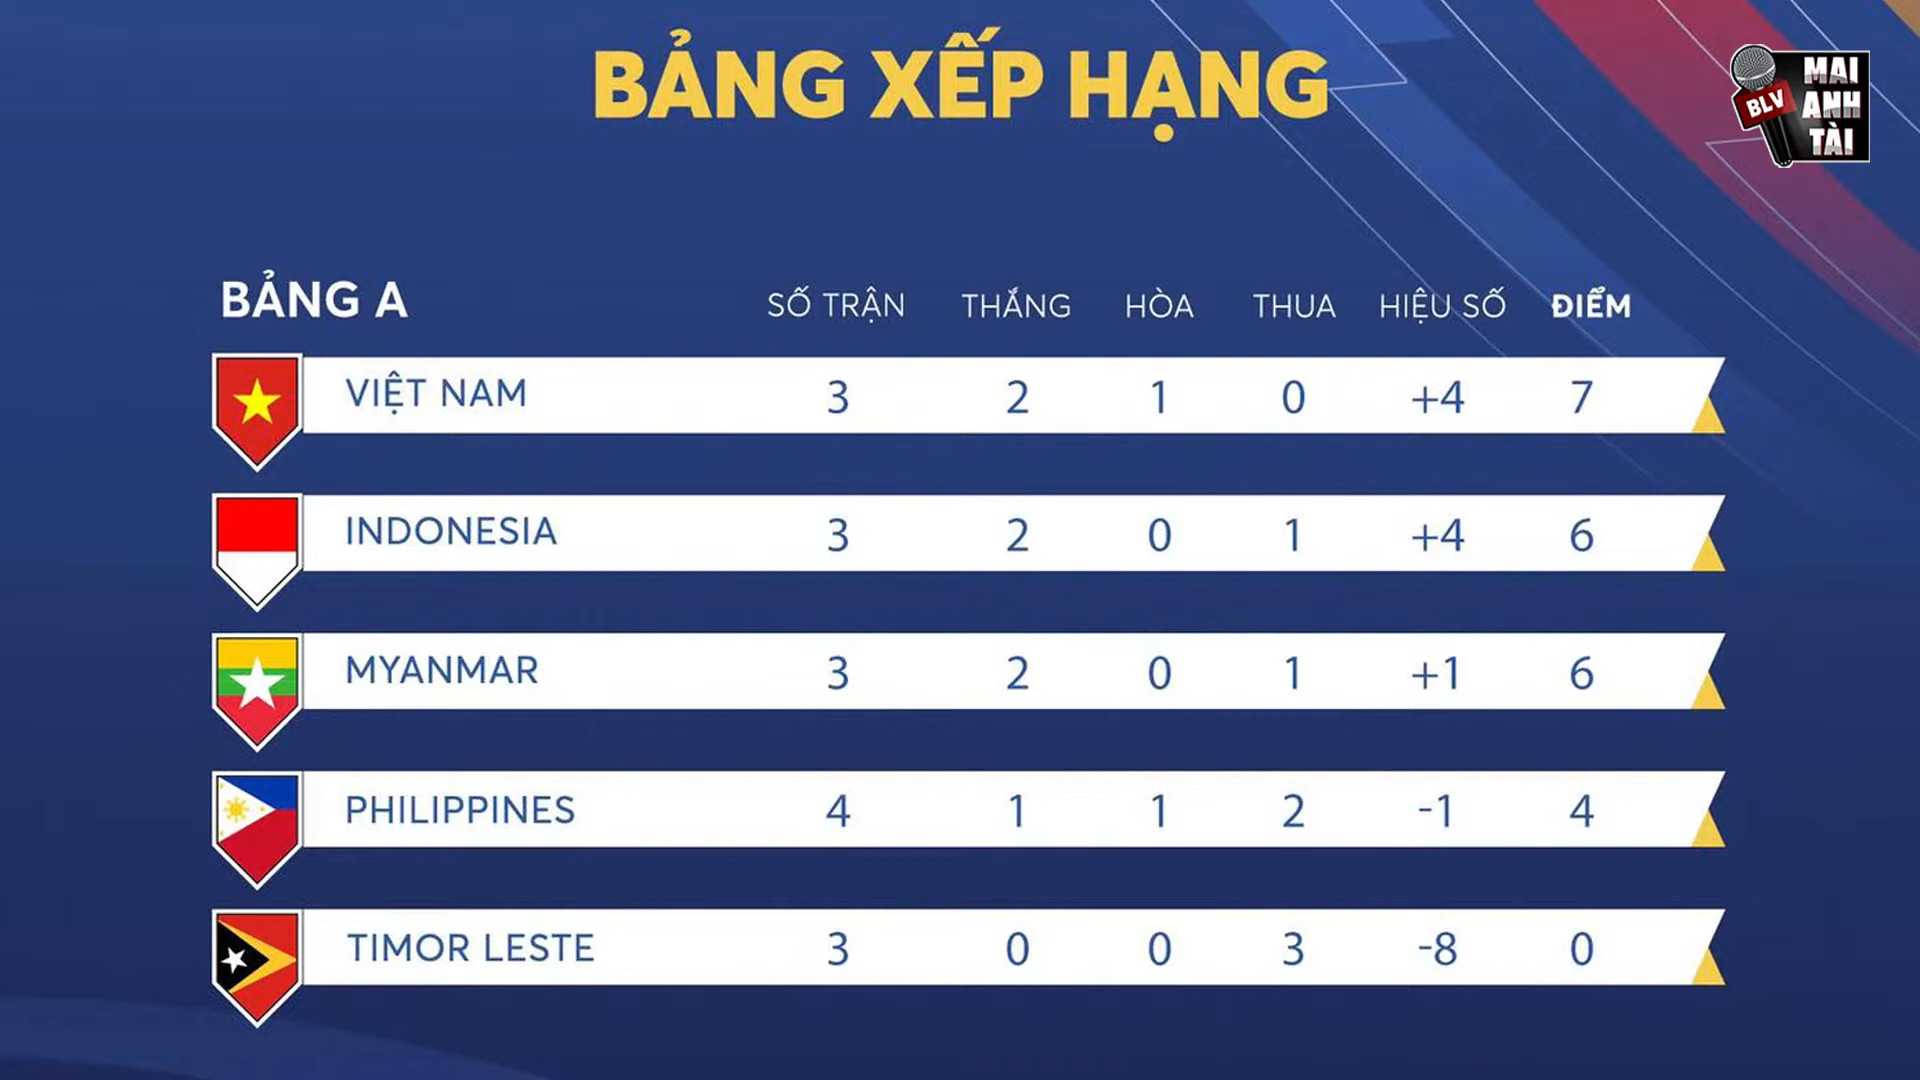 BẢNG XẾP HẠNG
BLV MAI ANH TÀI
BẢNG A SỐ TRẬN THẮNG HÒA THUA HIỆU SỐ ĐIỂM
VIỆT NAM 3 2 1 0 +4 7
INDONESIA 3 2 0 1 +4 6
MYANMAR 3 2 0 1 +1 6
PHILIPPINES 4 1 1 2 -1 4
TIMOR LESTE 3 0 0 3 -8 0